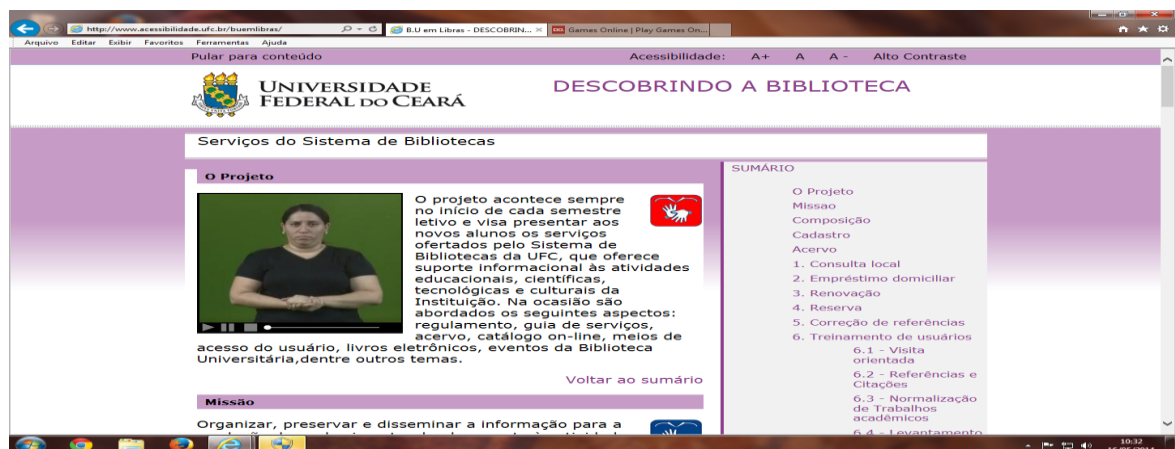 http://www.acessibilidade.ufc.br/buemlibras/
B.U em Libras - DESCOBRIN...
Games Online | Play Games On...
Arquivo Editar Exibir Favoritos Ferramentas Ajuda
Pular para conteúdo
Acessibilidade: A+ A A - Alto Contraste
UNIVERSIDADE
FEDERAL DO CEARÁ
DESCOBRINDO A BIBLIOTECA
Serviços do Sistema de Bibliotecas
O Projeto
O projeto acontece sempre
no início de cada semestre
letivo e visa presentar aos
novos alunos os serviços
ofertados pelo Sistema de
Bibliotecas da UFC, que oferece
suporte informacional às atividades
educacionais, científicas,
tecnológicas e culturais da
Instituição. Na ocasião são
abordados os seguintes aspectos:
regulamento, guia de serviços,
acervo, catálogo on-line, meios de
acesso do usuário, livros eletrônicos, eventos da Biblioteca
Universitária,dentre outros temas.
Voltar ao sumário
Missão
Organizar, preservar e disseminar a informação para a
SUMÁRIO
O Projeto
Missao
Composição
Cadastro
Acervo
1. Consulta local
2. Empréstimo domiciliar
3. Renovação
4. Reserva
5. Correção de referências
6. Treinamento de usuários
6.1 - Visita
orientada
6.2 - Referências e
Citações
6.3 - Normalização
de Trabalhos
acadêmicos
6.4 - Levantamento
10:32
16/05/2014